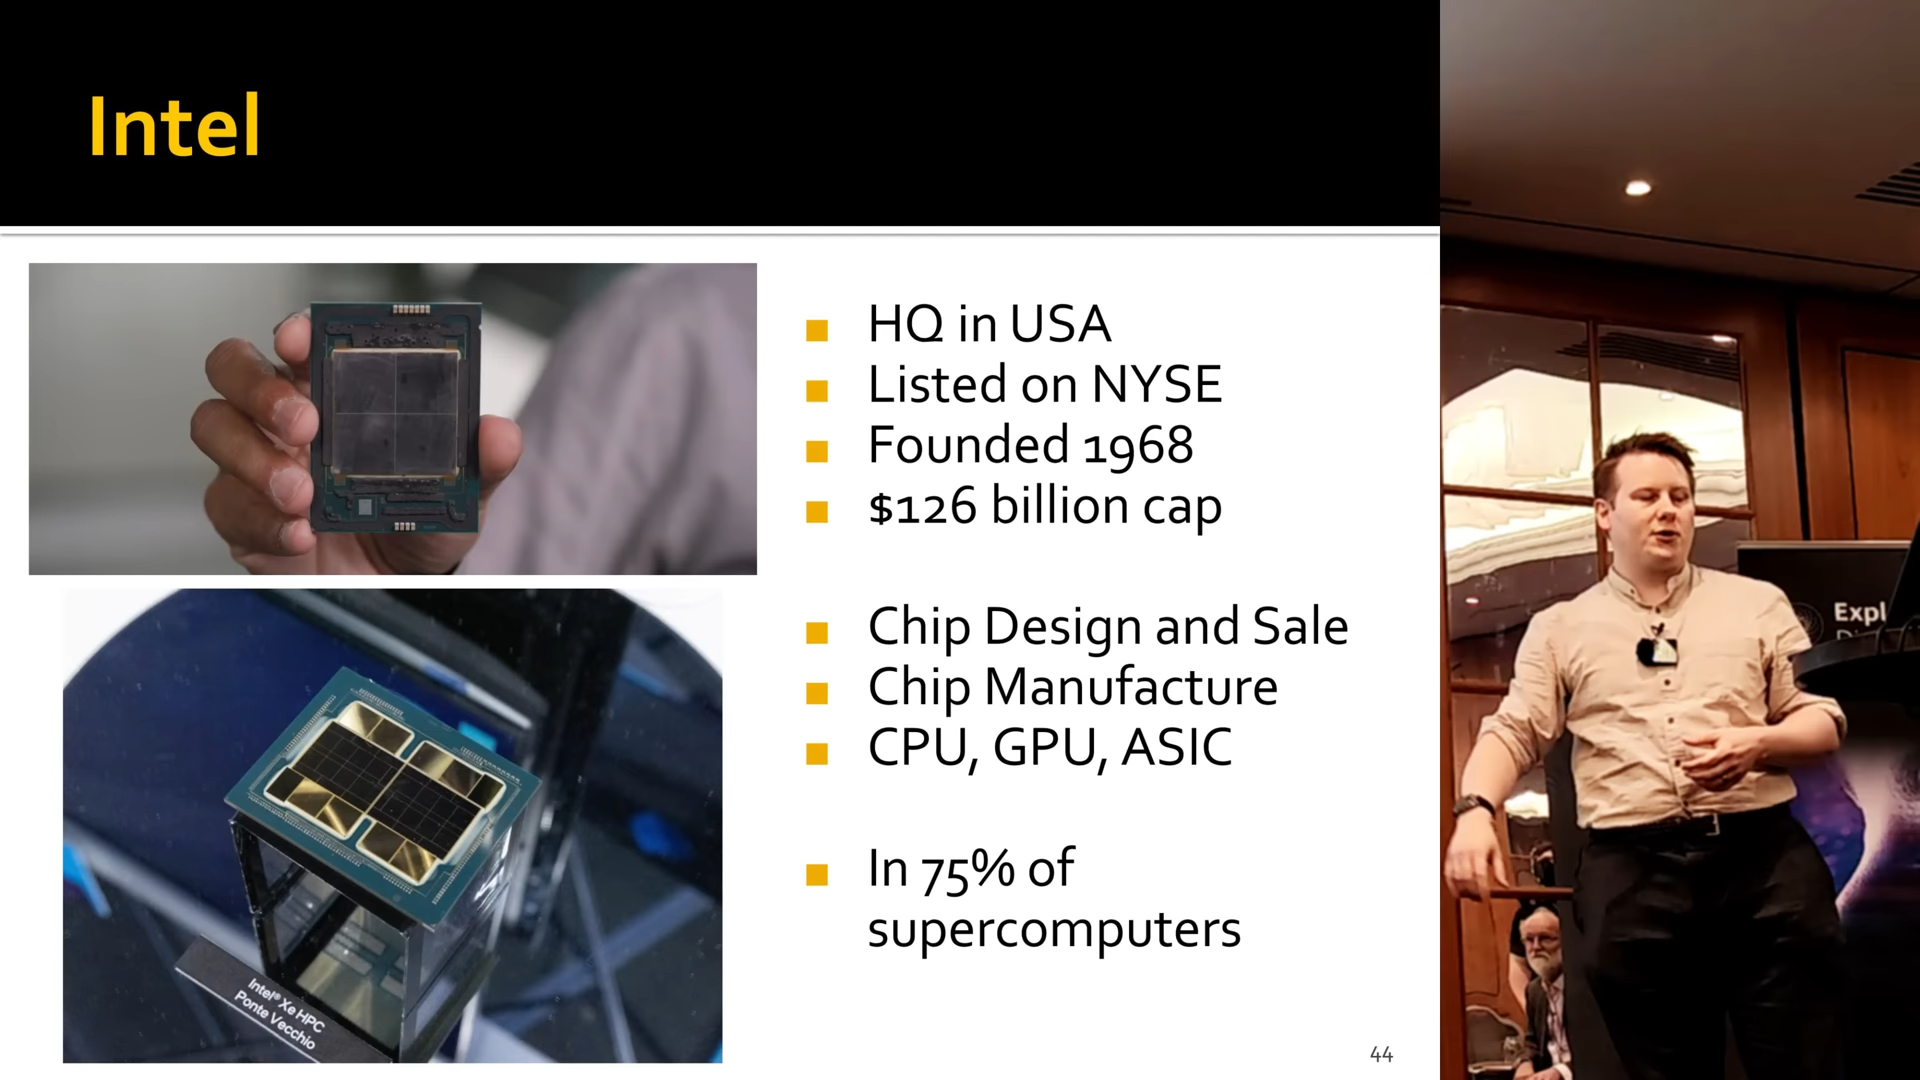 Intel
HQ in USA
Listed on NYSE
Founded 1968
$126 billion cap
Chip Design and Sale
Chip Manufacture
CPU, GPU, ASIC
In 75% of
supercomputers
Intel® Xe HPC
Ponte Vecchio
44
Expl